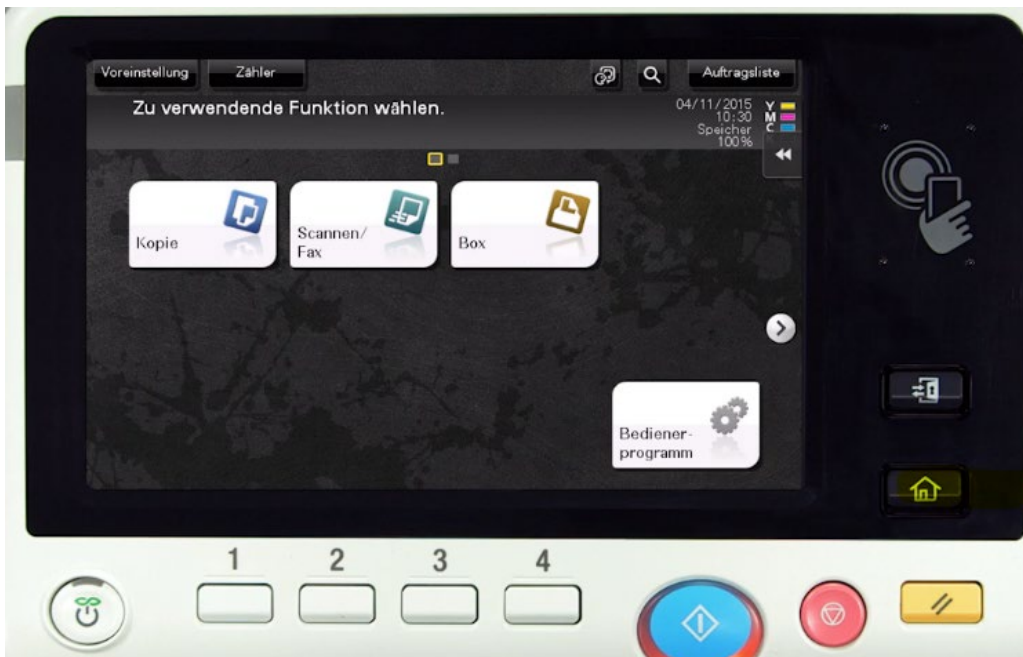 Voreinstellung
Zähler
Auftragsliste
Zu verwendende Funktion wählen.
04/11/2015
10:30
Speicher
100%
Y
M
C
Kopie
Scannen/
Fax
Box
Bediener-
programm
1
2
3
4